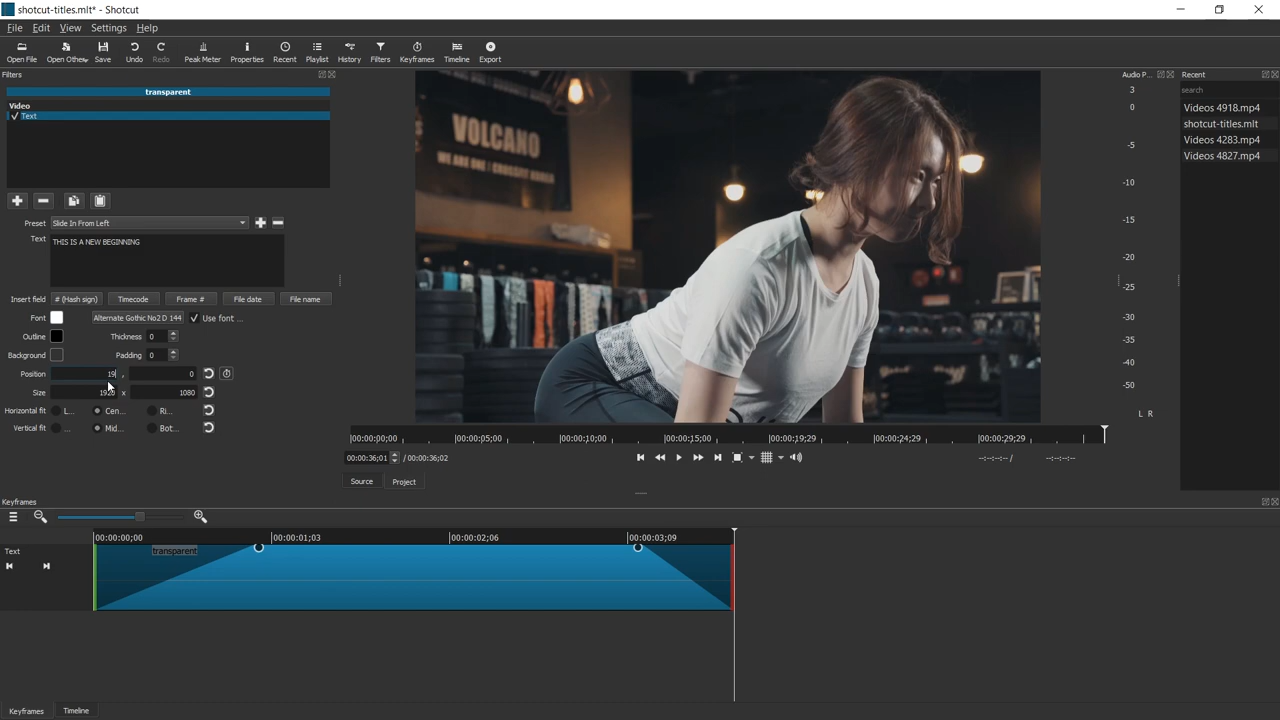 shotcut-titles.mlt* - Shotcut
File Edit View Settings Help
Open File Open Other Save Undo Redo Peak Meter Properties Recent Playlist History Filters Keyframes Timeline Export
Filters
transparent
Video
Text
Preset Slide In From Left
Text THIS IS A NEW BEGINNING
Insert field # (Hash sign) Timecode Frame # File date File name
Font Alternate Gothic No2 D 144 Use font ...
Outline Thickness 0
Background Padding 0
Position 19 , 0
Size 1920 x 1080
Horizontal fit L... Cen... Ri...
Vertical fit ... Mid... Bot...
VOLCANO
WE ARE ONE / CROSSFIT
00:00:00;00 00:00:05;00 00:00:10;00 00:00:15;00 00:00:19;29 00:00:24;29 00:00:29;29
00:00:36;01 / 00:00:36;02 --:--:--:-- / --:--:--:--
Source Project
Audio P...
3
0
-5
-10
-15
-20
-25
-30
-35
-40
-50
L R
Recent
search
Videos 4918.mp4
shotcut-titles.mlt
Videos 4283.mp4
Videos 4827.mp4
Keyframes
00:00:00;00 00:00:01;03 00:00:02;06 00:00:03;09
Text transparent
Keyframes Timeline